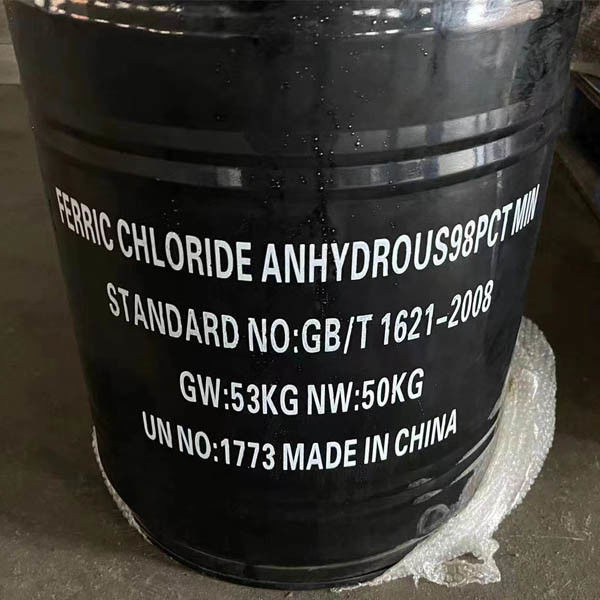 FERRIC CHLORIDE ANHYDROUS98PCT MIN
STANDARD NO:GB/T 1621-2008
GW:53KG NW:50KG
UN NO:1773 MADE IN CHINA